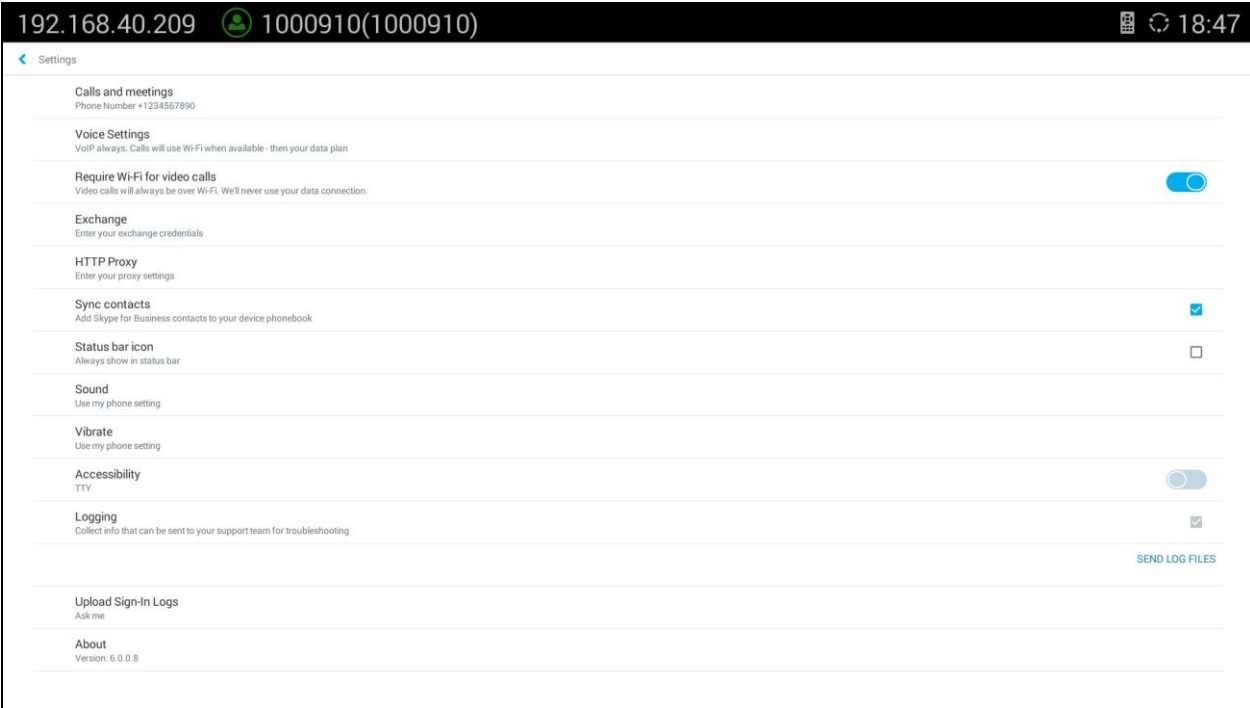 192.168.40.209 1000910(1000910) 18:47
Settings
Calls and meetings
Phone Number +1234567890
Voice Settings
VoIP always. Calls will use Wi-Fi when available - then your data plan
Require Wi-Fi for video calls
Video calls will always be over Wi-Fi. We'll never use your data connection.
Exchange
Enter your exchange credentials
HTTP Proxy
Enter your proxy settings
Sync contacts
Add Skype for Business contacts to your device phonebook
Status bar icon
Always show in status bar
Sound
Use my phone setting
Vibrate
Use my phone setting
Accessibility
TTY
Logging
Collect info that can be sent to your support team for troubleshooting
SEND LOG FILES
Upload Sign-In Logs
Ask me
About
Version: 6.0.0.8